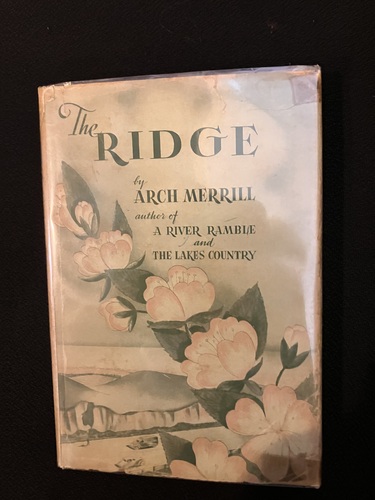 The
RIDGE
by
ARCH MERRILL
author of
A RIVER RAMBLE
and
THE LAKES COUNTRY